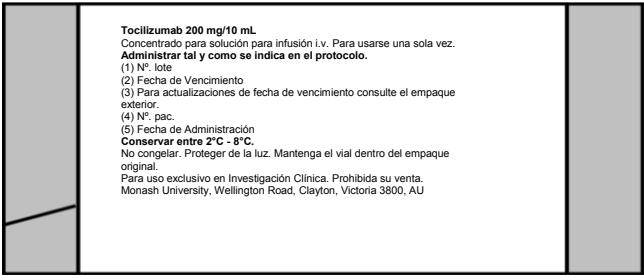 Tocilizumab 200 mg/10 mL
Concentrado para solución para infusión i.v. Para usarse una sola vez.
Administrar tal y como se indica en el protocolo.
(1) Nº. lote
(2) Fecha de Vencimiento
(3) Para actualizaciones de fecha de vencimiento consulte el empaque
exterior.
(4) Nº. pac.
(5) Fecha de Administración
Conservar entre 2°C - 8°C.
No congelar. Proteger de la luz. Mantenga el vial dentro del empaque
original.
Para uso exclusivo en Investigación Clínica. Prohibida su venta.
Monash University, Wellington Road, Clayton, Victoria 3800, AU